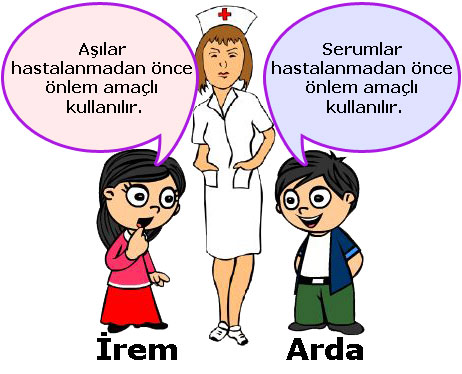 Aşılar
hastalanmadan önce
önlem amaçlı
kullanılır.
Serumlar
hastalanmadan önce
önlem amaçlı
kullanılır.
İrem
Arda